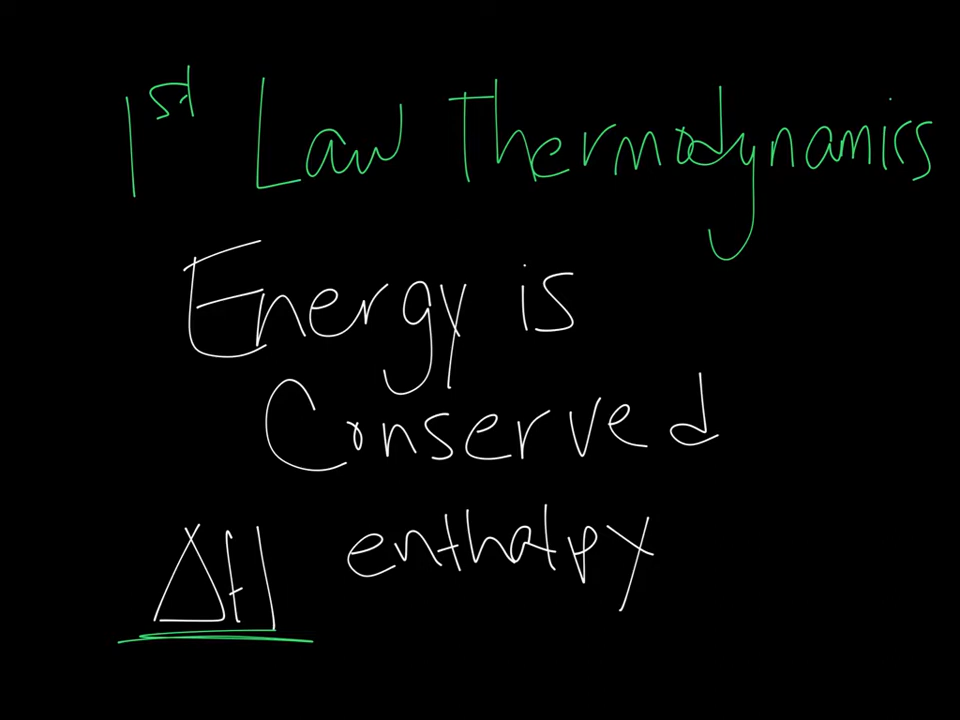 1st Law Thermodynamics
Energy is
Conserved
ΔH enthalpy